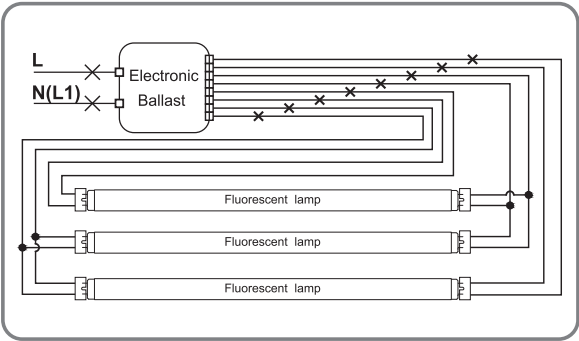 L
N(L1)
Electronic
Ballast
Fluorescent lamp
Fluorescent lamp
Fluorescent lamp